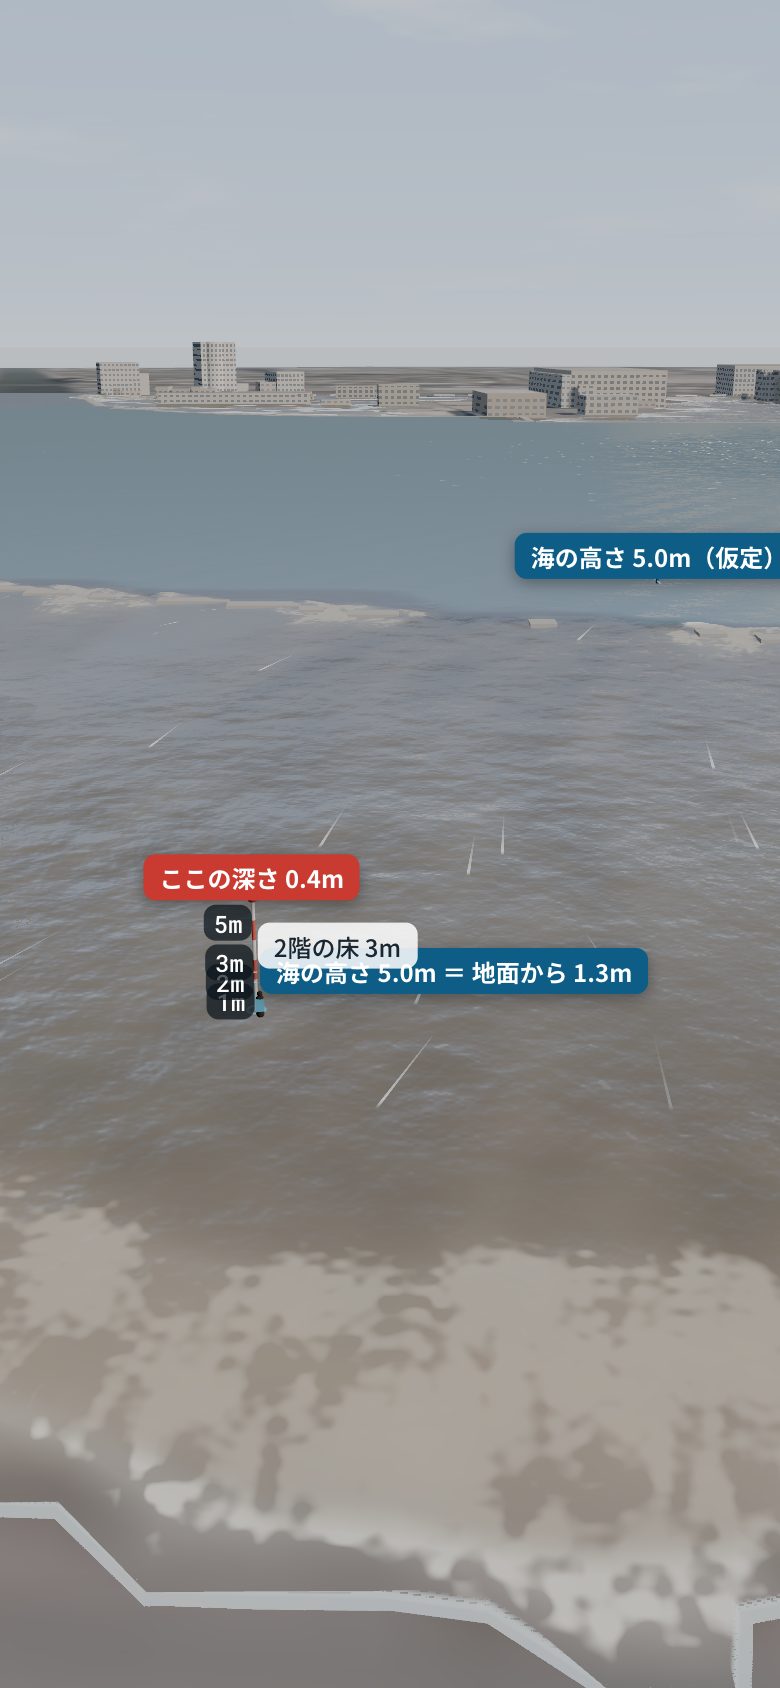 海の高さ 5.0m（仮定）
ここの深さ 0.4m
5m
2階の床 3m
3m
海の高さ 5.0m ＝ 地面から 1.3m
2m
1m